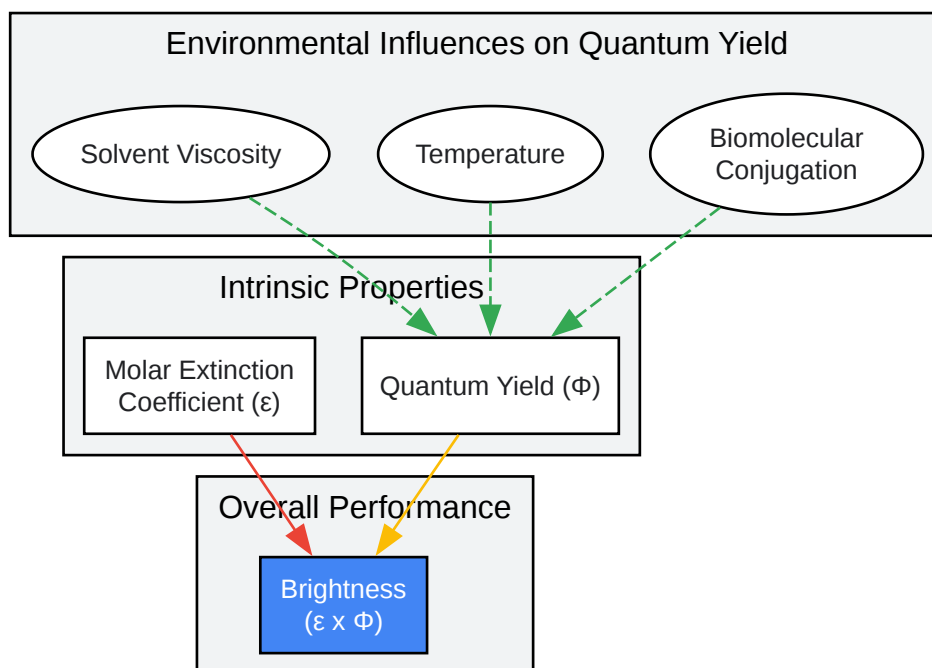 Environmental Influences on Quantum Yield
Solvent Viscosity
Temperature
Biomolecular
Conjugation
Intrinsic Properties
Molar Extinction
Coefficient (ε)
Quantum Yield (Φ)
Overall Performance
Brightness
(ε x Φ)